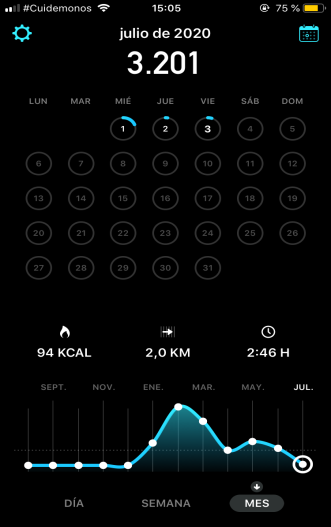 #Cuidemonos 15:05 75 %
julio de 2020
3.201
LUN MAR MIÉ JUE VIE SÁB DOM
1 2 3 4 5
6 7 8 9 10 11 12
13 14 15 16 17 18 19
20 21 22 23 24 25 26
27 28 29 30 31
94 KCAL 2,0 KM 2:46 H
SEPT. NOV. ENE. MAR. MAY. JUL.
DÍA SEMANA MES